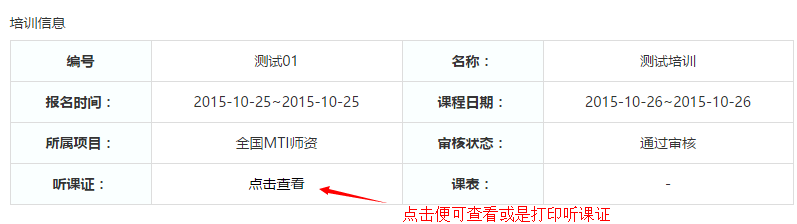 培训信息
编号 测试01 名称： 测试培训
报名时间： 2015-10-25~2015-10-25 课程日期： 2015-10-26~2015-10-26
所属项目： 全国MTI师资 审核状态： 通过审核
听课证： 点击查看 课表： -
点击便可查看或是打印听课证